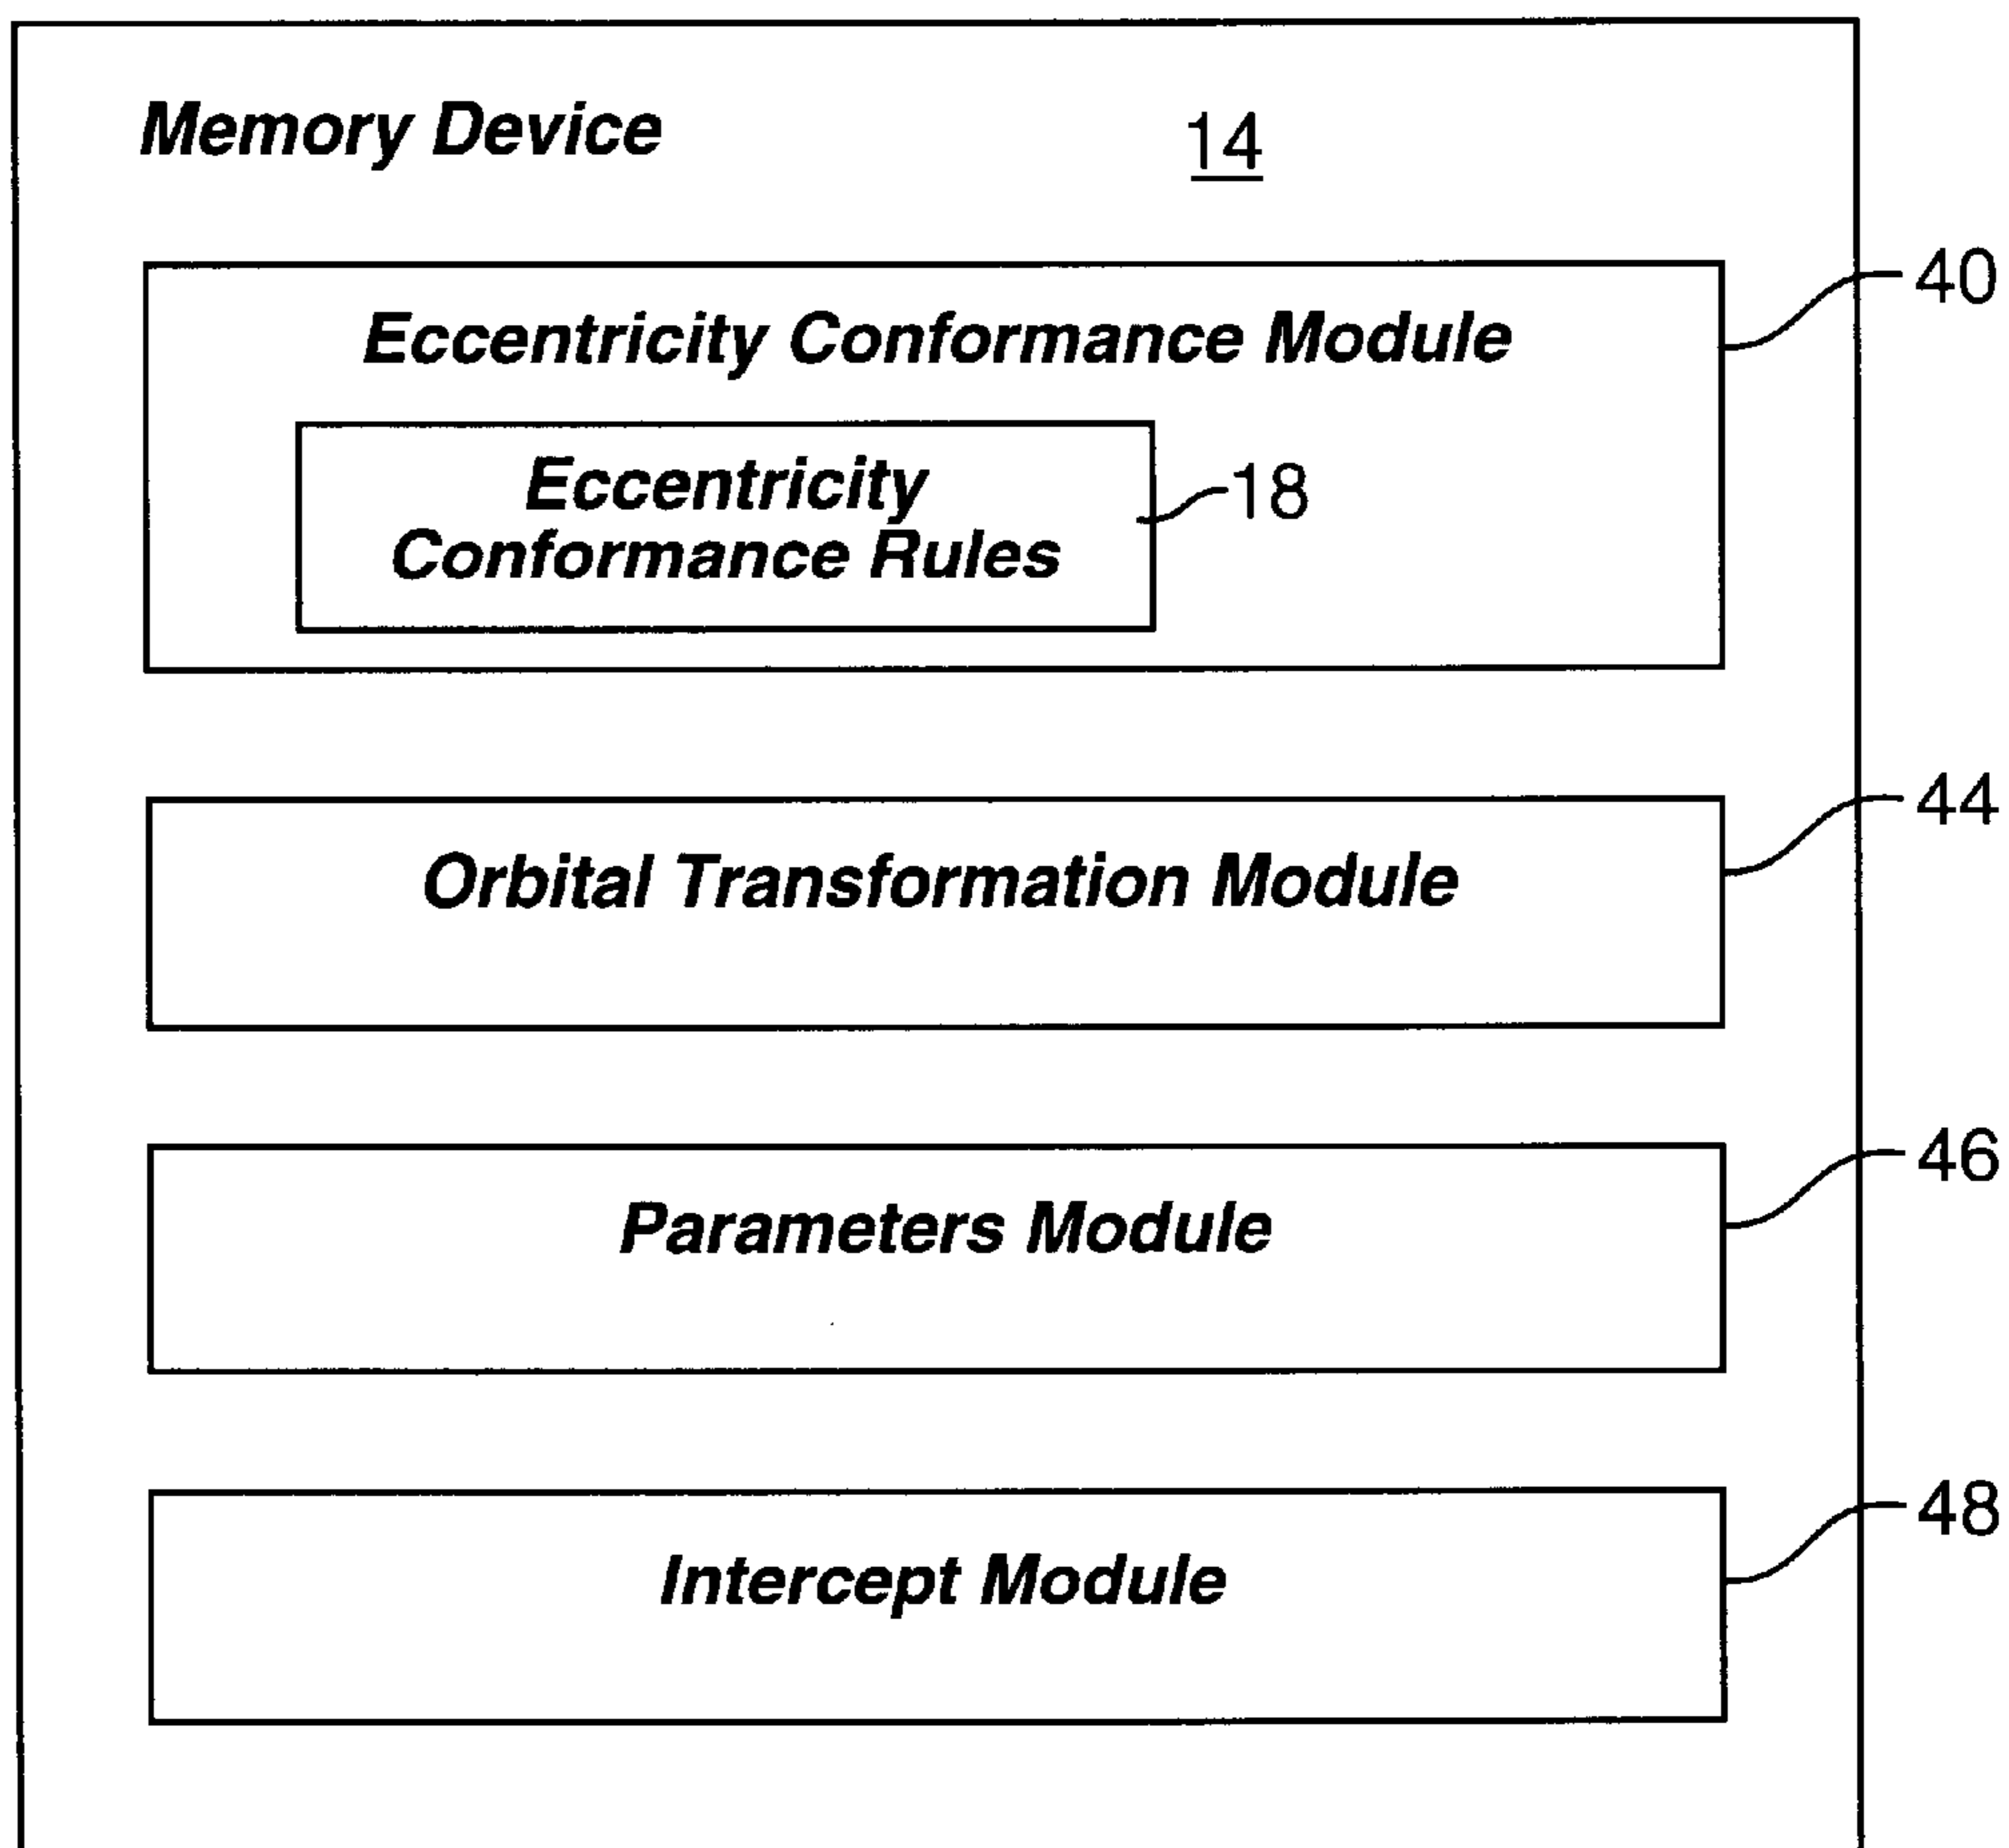 Memory Device 14
40
Eccentricity Conformance Module
Eccentricity
Conformance Rules
18
44
Orbital Transformation Module
46
Parameters Module
48
Intercept Module